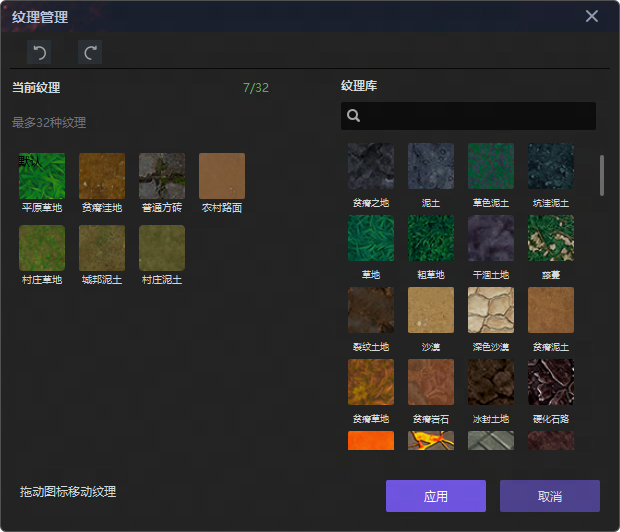 纹理管理
当前纹理 7/32
最多32种纹理
默认
平原草地 贫瘠洼地 普通方砖 农村路面
村庄草地 城邦泥土 村庄泥土
纹理库
贫瘠之地 泥土 草色泥土 坑洼泥土
草地 粗草地 干涸土地 藤蔓
裂纹土地 沙漠 深色沙漠 贫瘠泥土
贫瘠草地 贫瘠岩石 冰封土地 硬化石路
拖动图标移动纹理
应用 取消